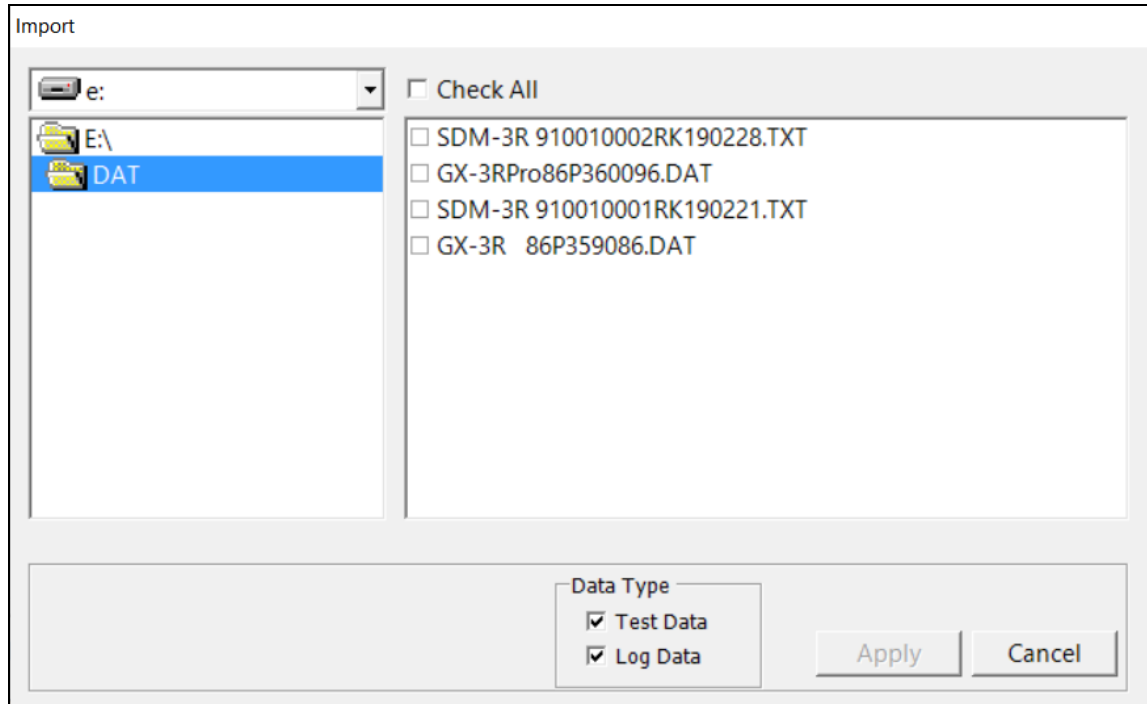 Import
e:
Check All
E:\
DAT
SDM-3R 910010002RK190228.TXT
GX-3RPro86P360096.DAT
SDM-3R 910010001RK190221.TXT
GX-3R   86P359086.DAT
Data Type
Test Data
Log Data
Apply
Cancel